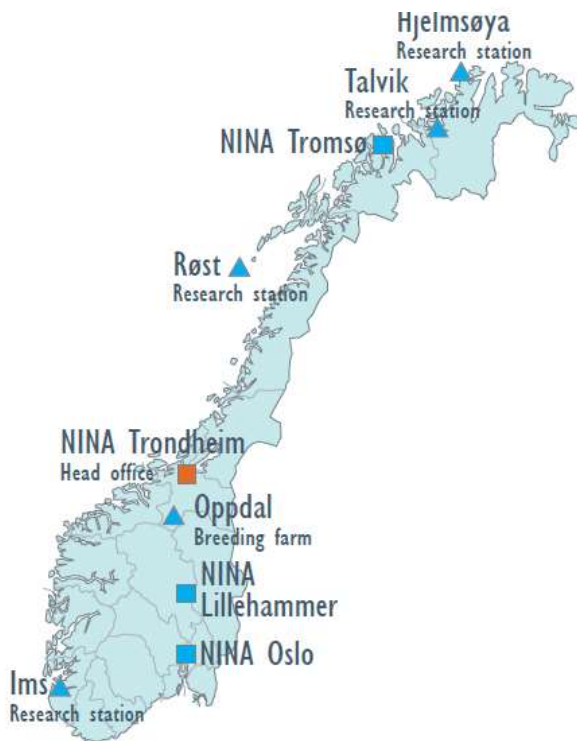 Hjelmsøya
Research station
Talvik
Research station
NINA Tromsø
Røst
Research station
NINA Trondheim
Head office
Oppdal
Breeding farm
NINA
Lillehammer
NINA Oslo
Ims
Research station